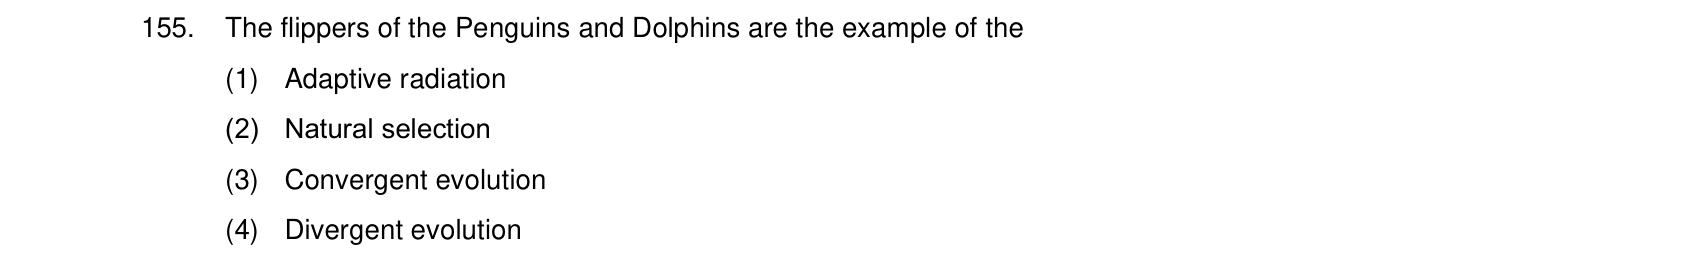 155. The flippers of the Penguins and Dolphins are the example of the
(1) Adaptive radiation
(2) Natural selection
(3) Convergent evolution
(4) Divergent evolution